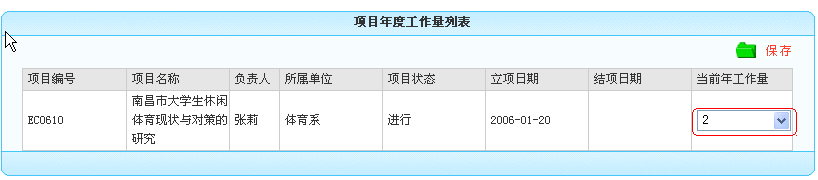 项目年度工作量列表
保存
项目编号 项目名称 负责人 所属单位 项目状态 立项日期 结项日期 当前年工作量
南昌市大学生休闲
EC0610 体育现状与对策的 张莉 体育系 进行 2006-01-20 2
研究